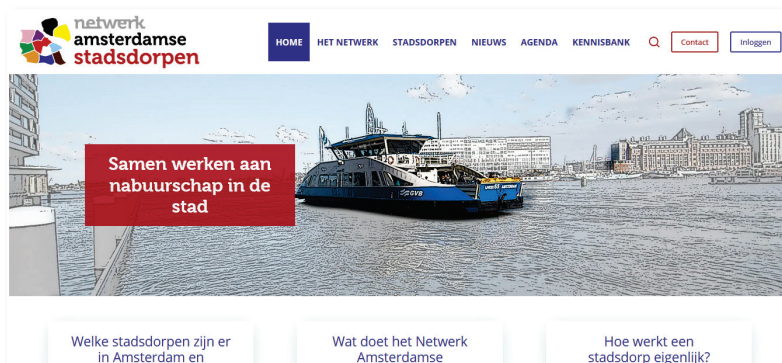 netwerk
amsterdamse
stadsdorpen
HOME HET NETWERK STADSDORPEN NIEUWS AGENDA KENNISBANK Contact Inloggen
Samen werken aan
nabuurschap in de
stad
GVB
Welke stadsdorpen zijn er
in Amsterdam en
Wat doet het Netwerk
Amsterdamse
Hoe werkt een
stadsdorp eigenlijk?